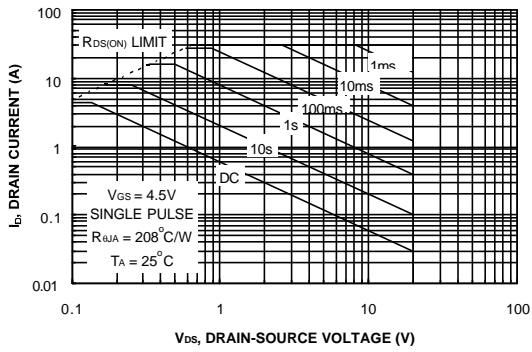 100
RDS(ON) LIMIT
1ms
10
10ms
100ms
1s
1
10s
DC
VGS = 4.5V
SINGLE PULSE
RθJA = 208°C/W
TA = 25°C
0.1
0.01
0.1
1
10
100
VDS, DRAIN-SOURCE VOLTAGE (V)
ID, DRAIN CURRENT (A)